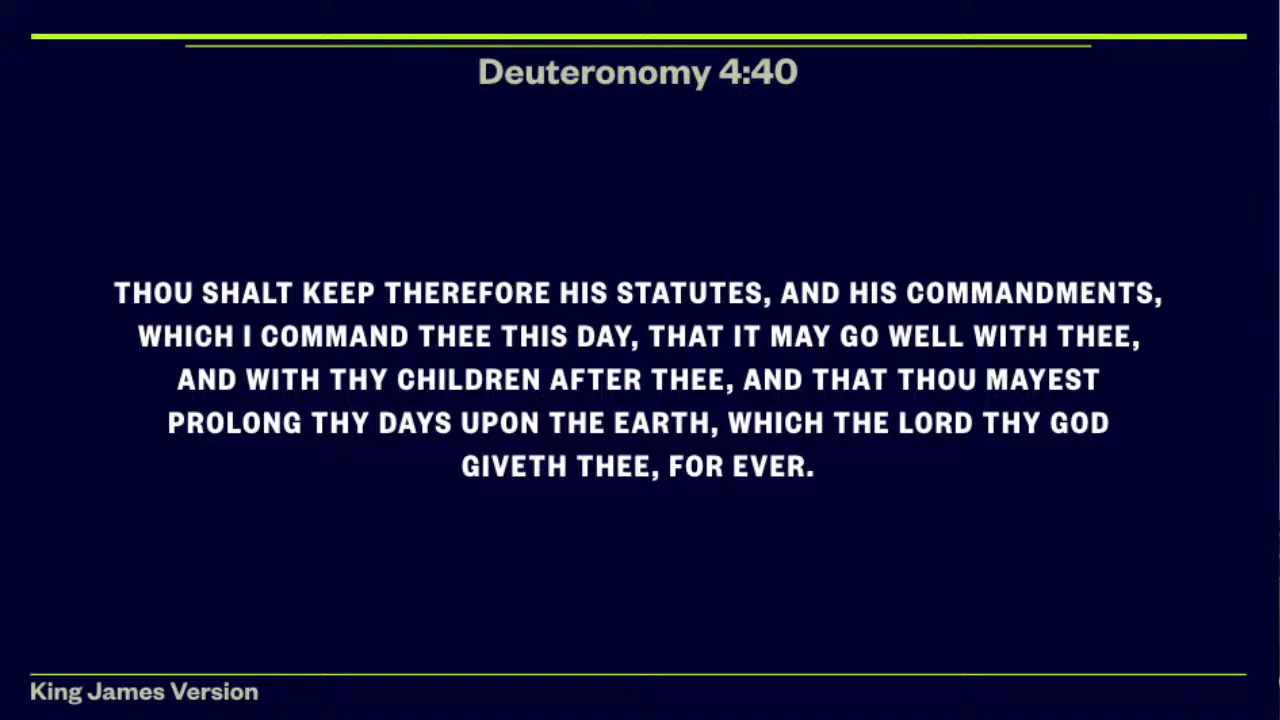 Deuteronomy 4:40
THOU SHALT KEEP THEREFORE HIS STATUTES, AND HIS COMMANDMENTS,
WHICH I COMMAND THEE THIS DAY, THAT IT MAY GO WELL WITH THEE,
AND WITH THY CHILDREN AFTER THEE, AND THAT THOU MAYEST
PROLONG THY DAYS UPON THE EARTH, WHICH THE LORD THY GOD
GIVETH THEE, FOR EVER.
King James Version